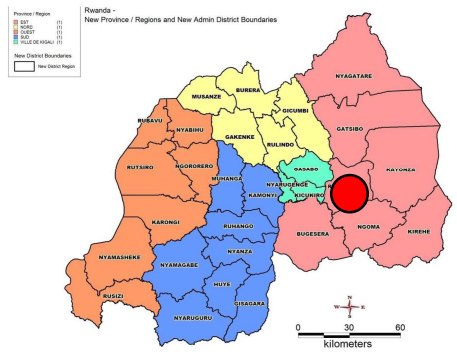 Rwanda -
New Province / Regions and New Admin District Boundaries
Province / Region
EST (1)
NORD (1)
OUEST (1)
SUD (1)
VILLE DE KIGALI (1)
New District Boundaries
New District Region
NYAGATARE
BURERA
MUSANZE
GICUMBI
RUBAVU
NYABIHU
GATSIBO
GAKENKE
RULINDO
RUTSIRO
NGORORERO
GASABO
KAYONZA
MUHANGA
NYARUGENGE
KAMONYI
KICUKIRO
KARONGI
RUHANGO
NGOMA
KIREHE
BUGESERA
NYANZA
NYAMASHEKE
NYAMAGABE
HUYE
RUSIZI
GISAGARA
NYARUGURU
N
W E
S
0 30 60
kilometers